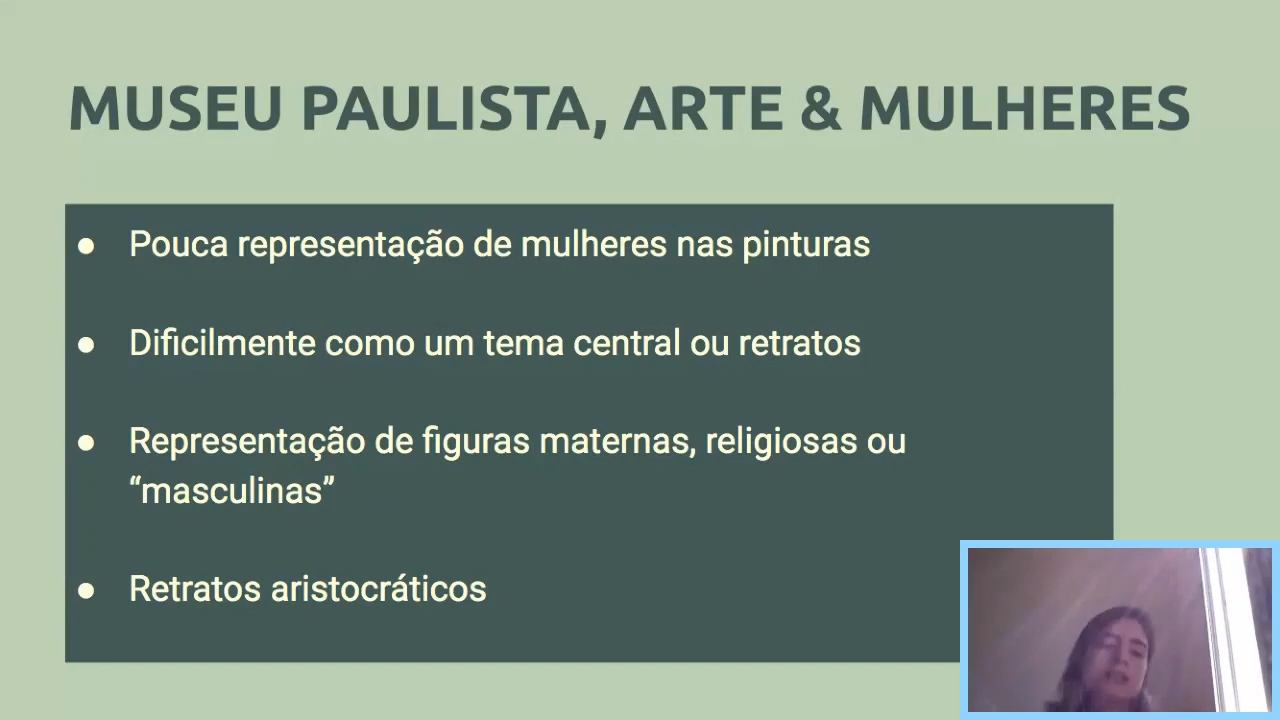 MUSEU PAULISTA, ARTE & MULHERES
● Pouca representação de mulheres nas pinturas
● Dificilmente como um tema central ou retratos
● Representação de figuras maternas, religiosas ou
“masculinas”
● Retratos aristocráticos